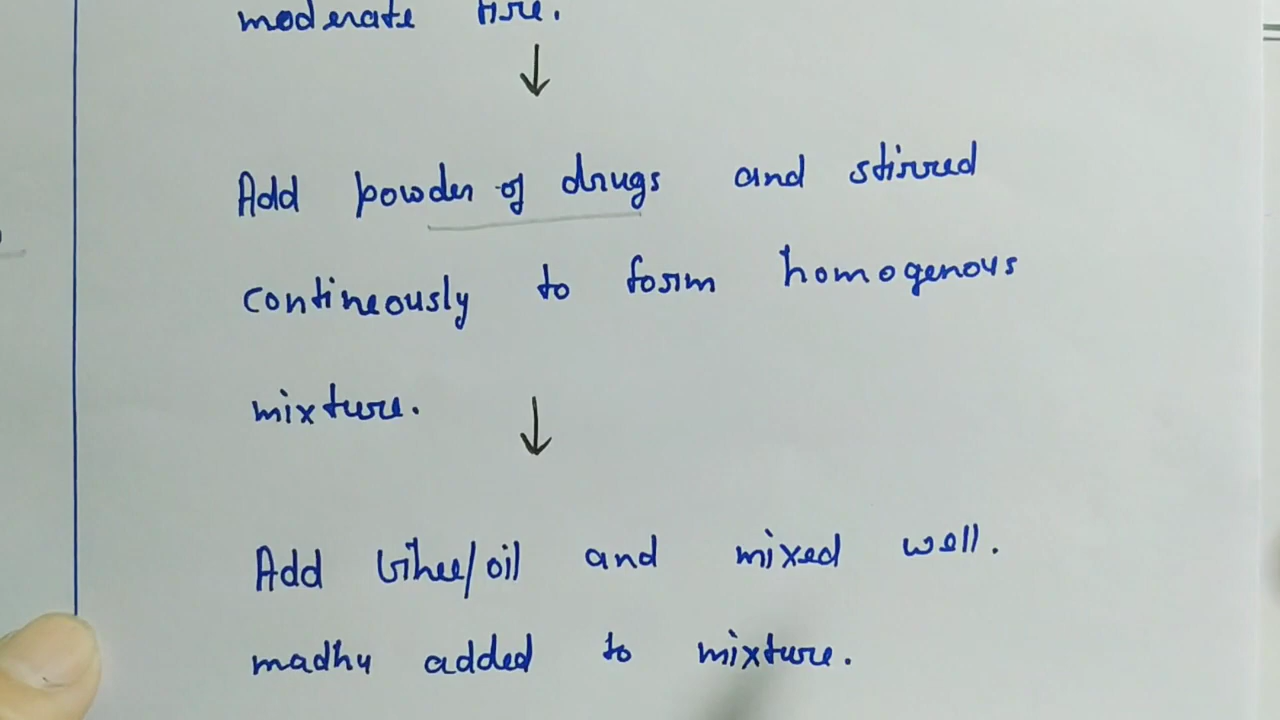 moderate fire.
↓
Add powder of drugs and stirred
contineously to form homogenous
mixture.
↓
Add Ghee/oil and mixed well.
madhu added to mixture.